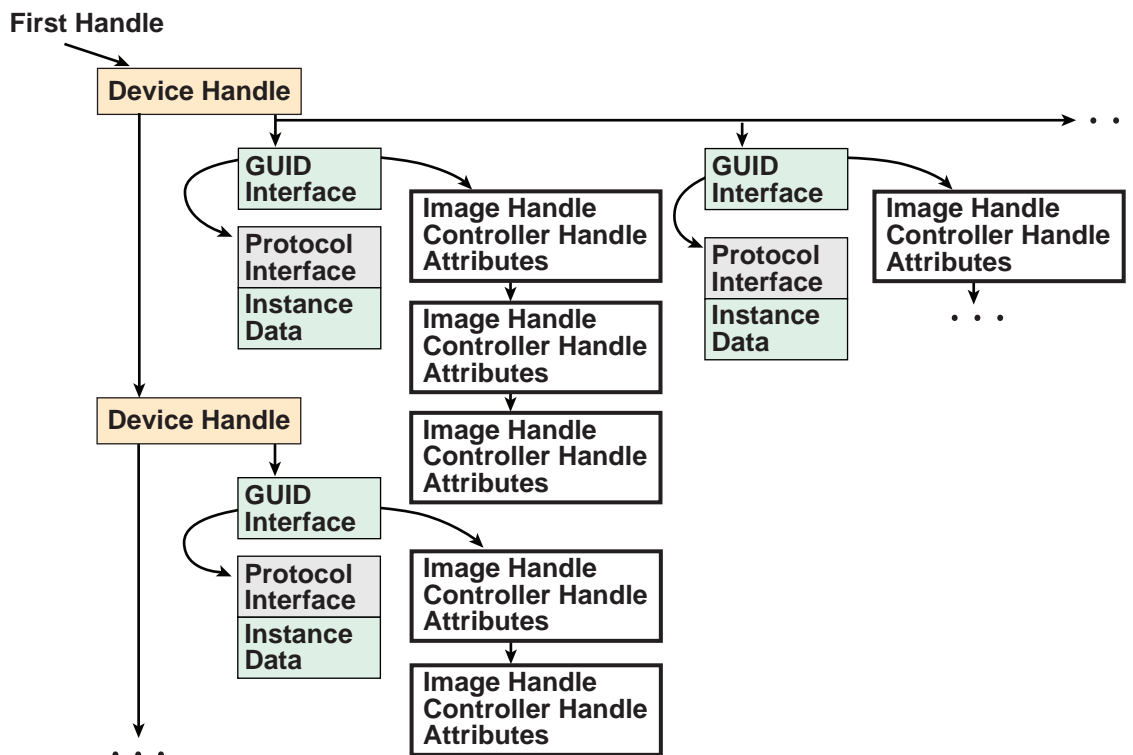 First Handle
Device Handle
. .
GUID
Interface
Protocol
Interface
Instance
Data
Image Handle
Controller Handle
Attributes
Image Handle
Controller Handle
Attributes
Image Handle
Controller Handle
Attributes
GUID
Interface
Protocol
Interface
Instance
Data
Image Handle
Controller Handle
Attributes
. . .
Device Handle
GUID
Interface
Protocol
Interface
Instance
Data
Image Handle
Controller Handle
Attributes
Image Handle
Controller Handle
Attributes
. . .